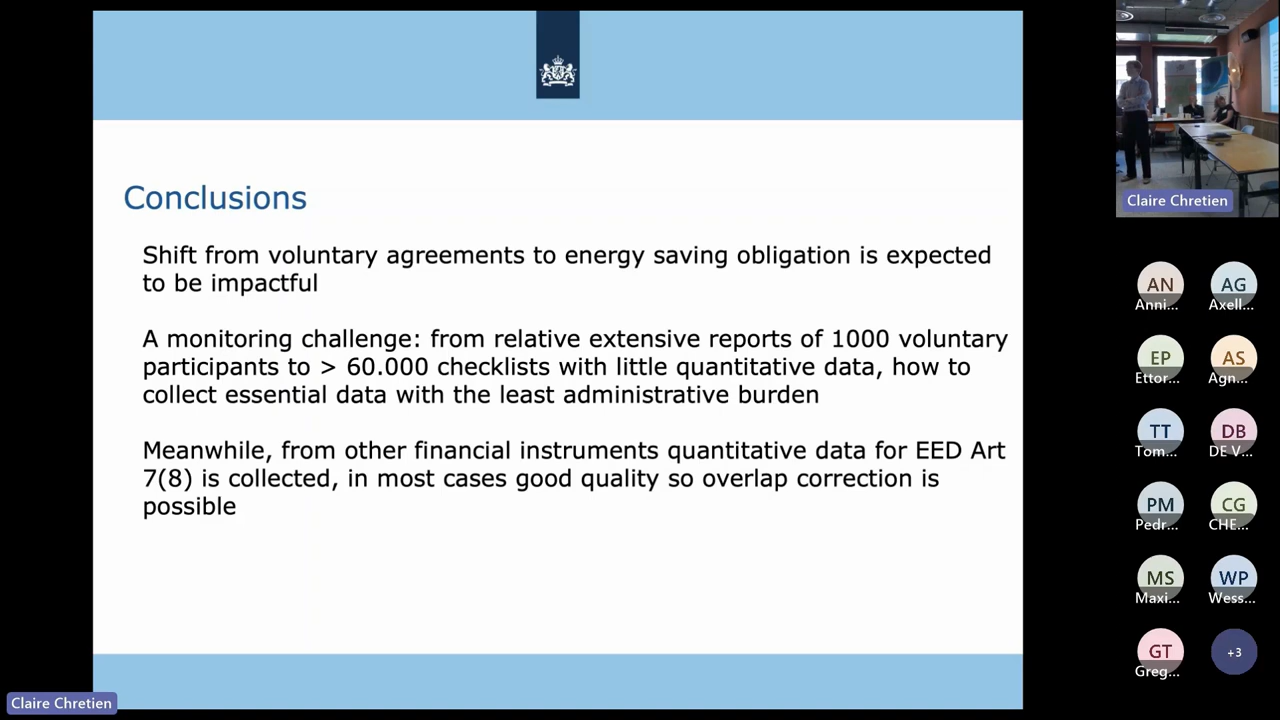 Conclusions
Shift from voluntary agreements to energy saving obligation is expected
to be impactful
A monitoring challenge: from relative extensive reports of 1000 voluntary
participants to > 60.000 checklists with little quantitative data, how to
collect essential data with the least administrative burden
Meanwhile, from other financial instruments quantitative data for EED Art
7(8) is collected, in most cases good quality so overlap correction is
possible
Claire Chretien
Claire Chretien
AN AG
Anni... Axell...
EP AS
Ettor... Agn...
TT DB
Tom... DE V...
PM CG
Pedr... CHE...
MS WP
Maxi... Wess...
GT +3
Greg...